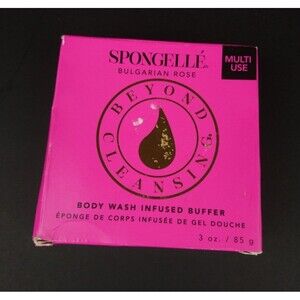 SPONGELLÉ
BULGARIAN ROSE
MULTI
USE
BEYOND
CLEANSING
BODY WASH INFUSED BUFFER
ÉPONGE DE CORPS INFUSÉE DE GEL DOUCHE
3 oz. / 85 g